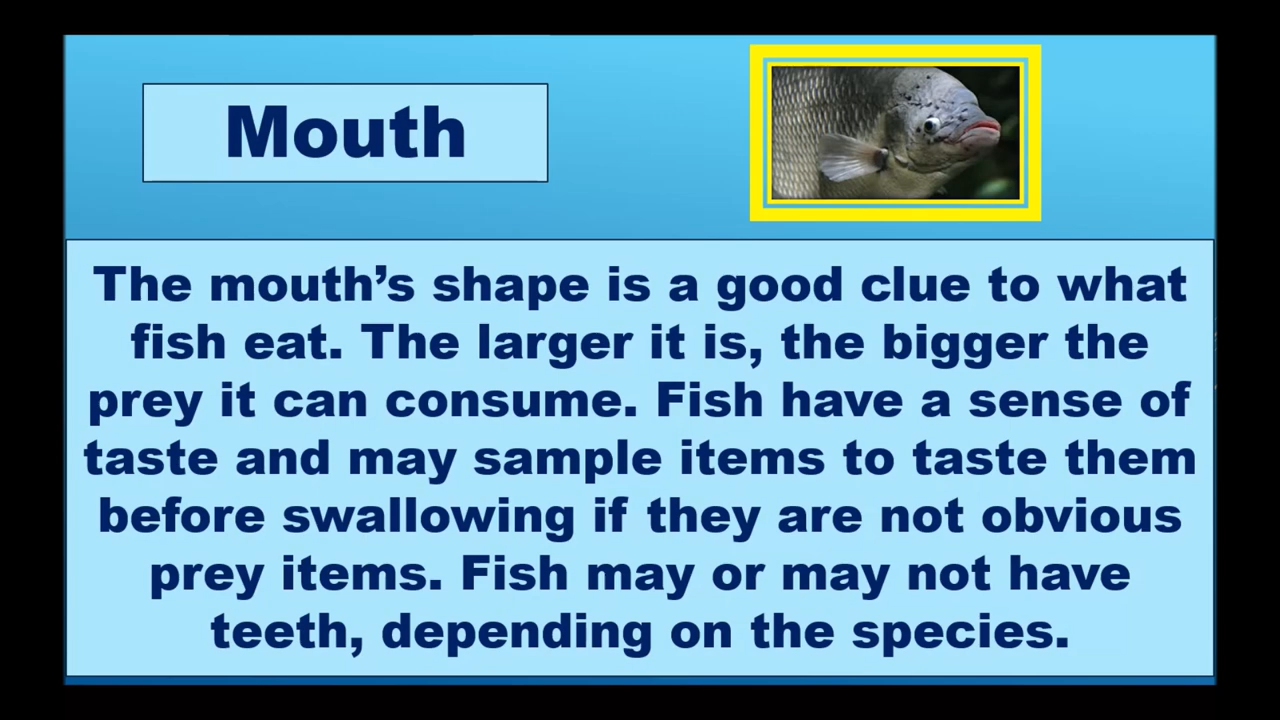 Mouth
The mouth’s shape is a good clue to what
fish eat. The larger it is, the bigger the
prey it can consume. Fish have a sense of
taste and may sample items to taste them
before swallowing if they are not obvious
prey items. Fish may or may not have
teeth, depending on the species.